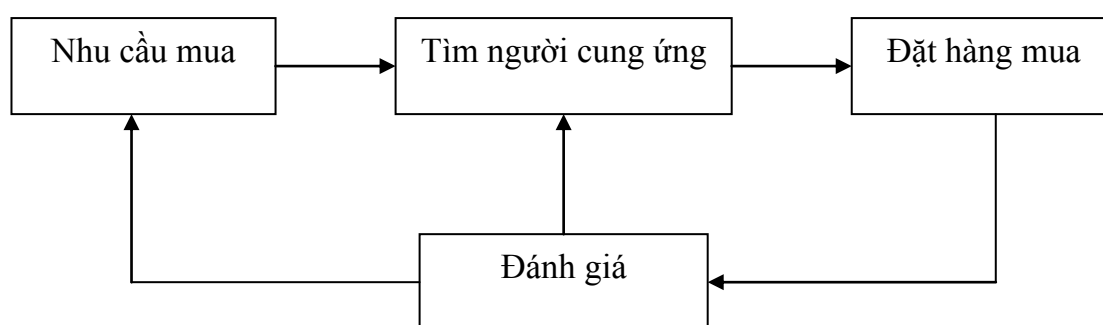 Nhu cầu mua
Tìm người cung ứng
Đặt hàng mua
Đánh giá